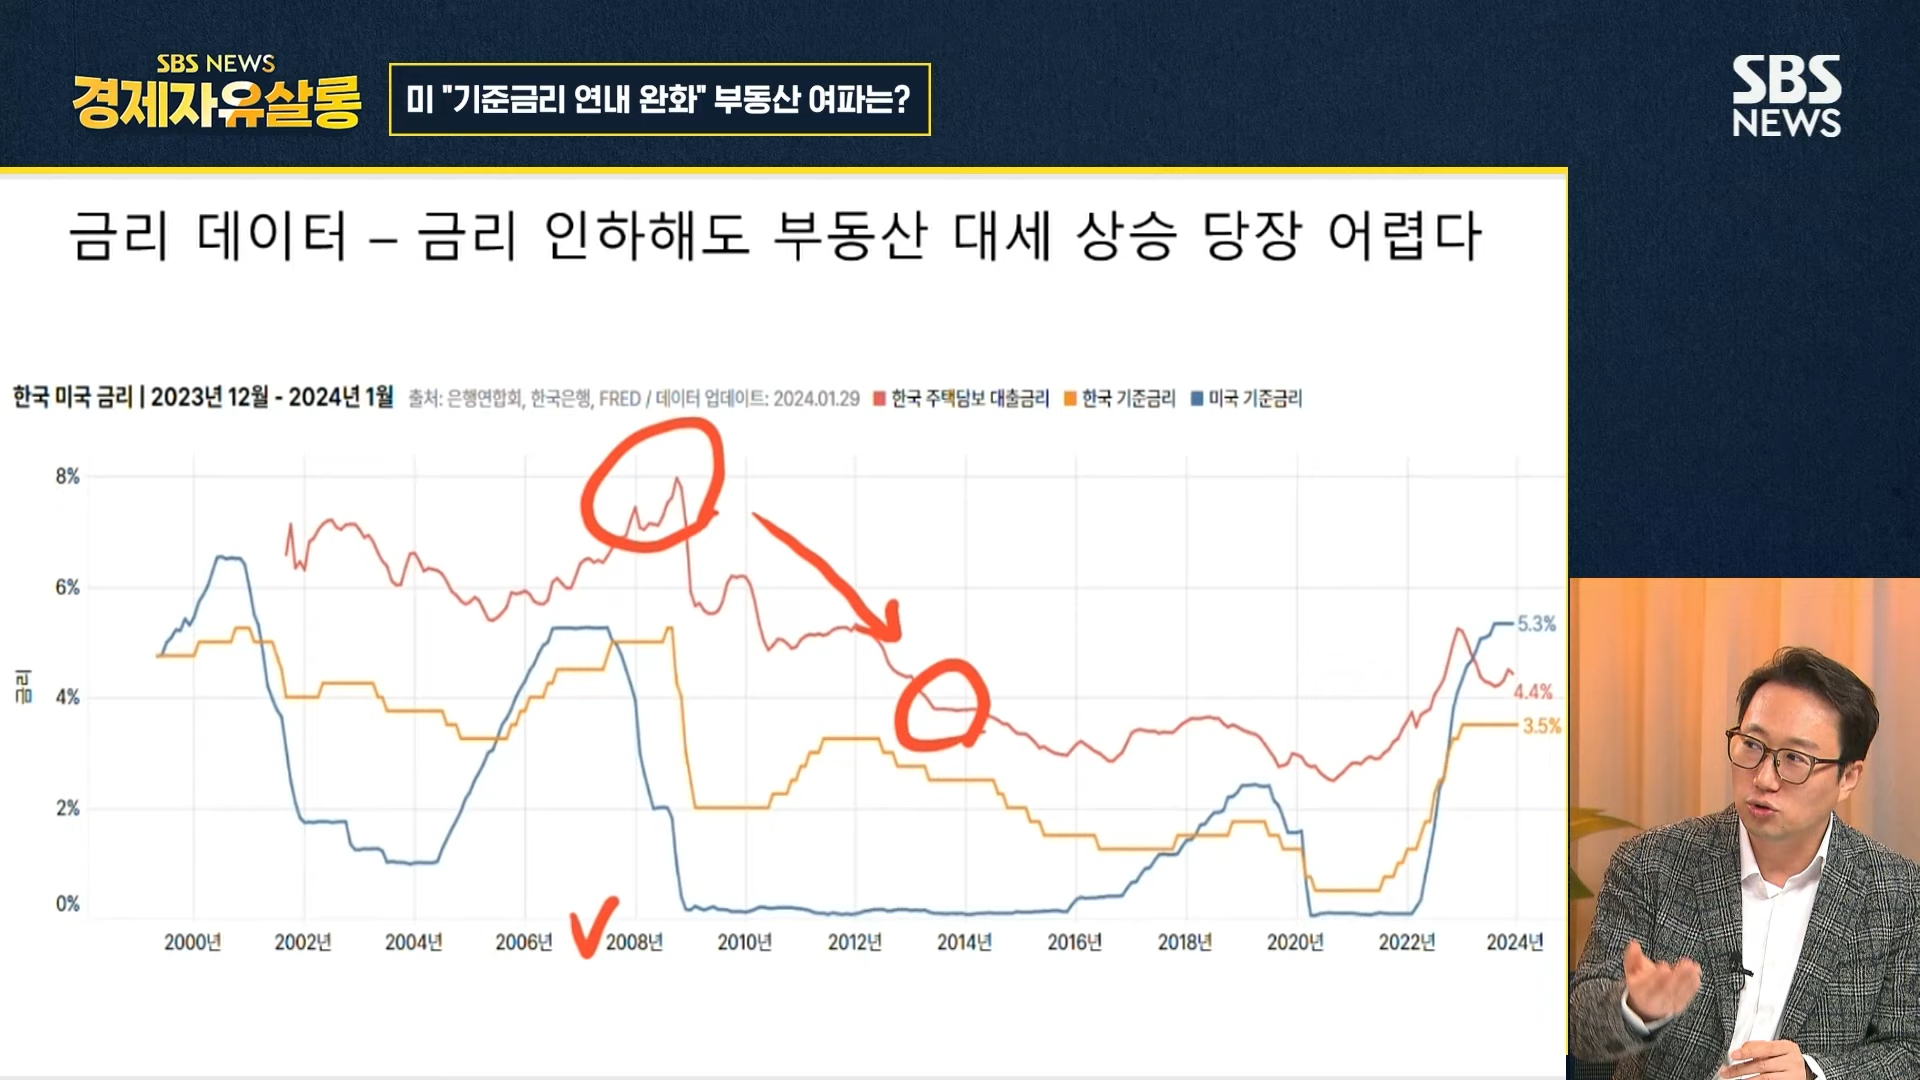 SBS NEWS
경제자유살롱
미 "기준금리 연내 완화" 부동산 여파는?
SBS
NEWS
금리 데이터 – 금리 인하해도 부동산 대세 상승 당장 어렵다
한국 미국 금리 | 2023년 12월 - 2024년 1월 출처: 은행연합회, 한국은행, FRED / 데이터 업데이트: 2024.01.29 한국 주택담보 대출금리 한국 기준금리 미국 기준금리
8%
6%
4%
2%
0%
금리
5.3%
4.4%
3.5%
2000년 2002년 2004년 2006년 2008년 2010년 2012년 2014년 2016년 2018년 2020년 2022년 2024년